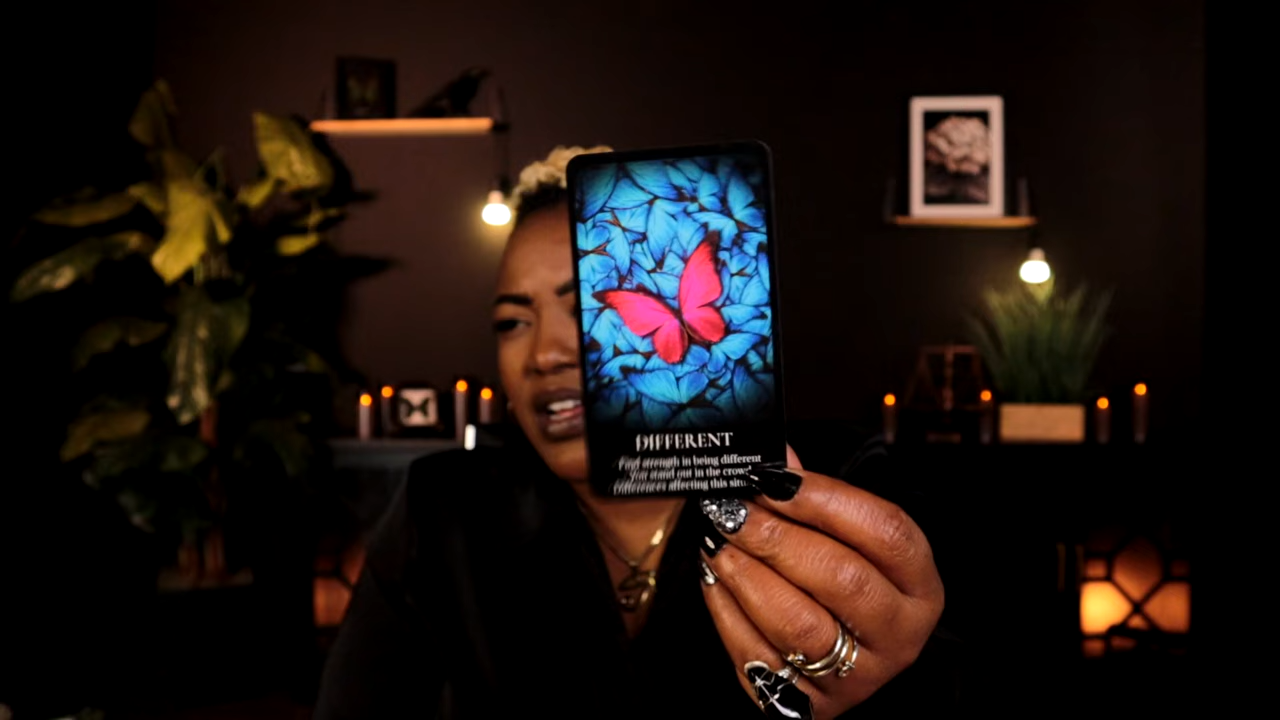 DIFFERENT
Find strength in being different
You stand out in the crowd
Differences affecting this